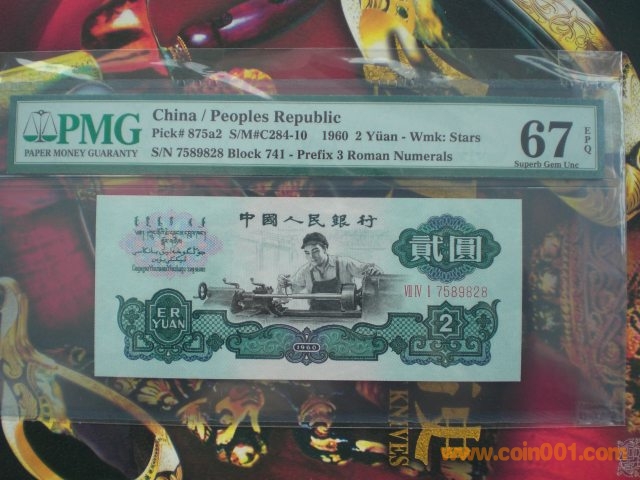 PMG
PAPER MONEY GUARANTY
China / Peoples Republic
Pick# 875a2 S/M#C284-10 1960 2 Yüan - Wmk: Stars
S/N 7589828 Block 741 - Prefix 3 Roman Numerals
67 EPQ
Superb Gem Unc
中國人民銀行
貳圓
VIII IV I 7589828
ER
YUAN
1960
2
KNIVES
www.coin001.com